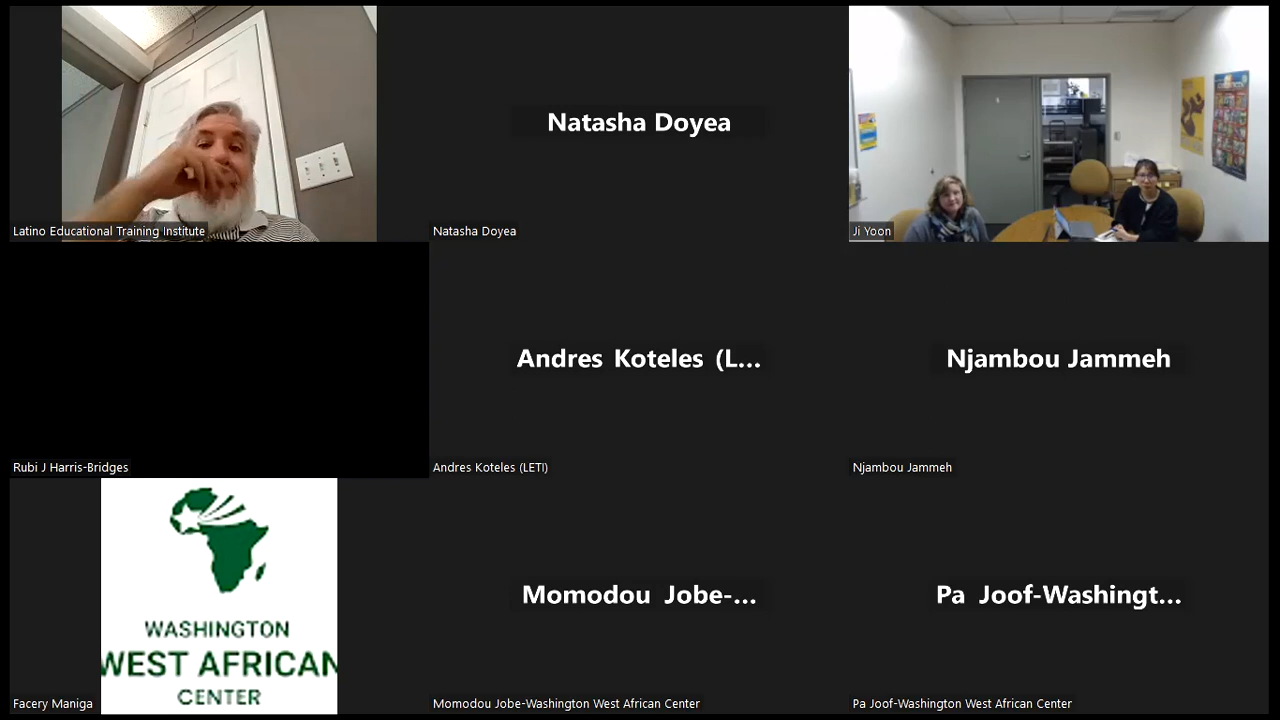 Latino Educational Training Institute
Natasha Doyea
Natasha Doyea
Ji Yoon
Rubi J Harris-Bridges
Andres Koteles (L...
Andres Koteles (LETI)
Njambou Jammeh
Njambou Jammeh
WASHINGTON
WEST AFRICAN
CENTER
Facery Maniga
Momodou Jobe-...
Momodou Jobe-Washington West African Center
Pa Joof-Washingt...
Pa Joof-Washington West African Center